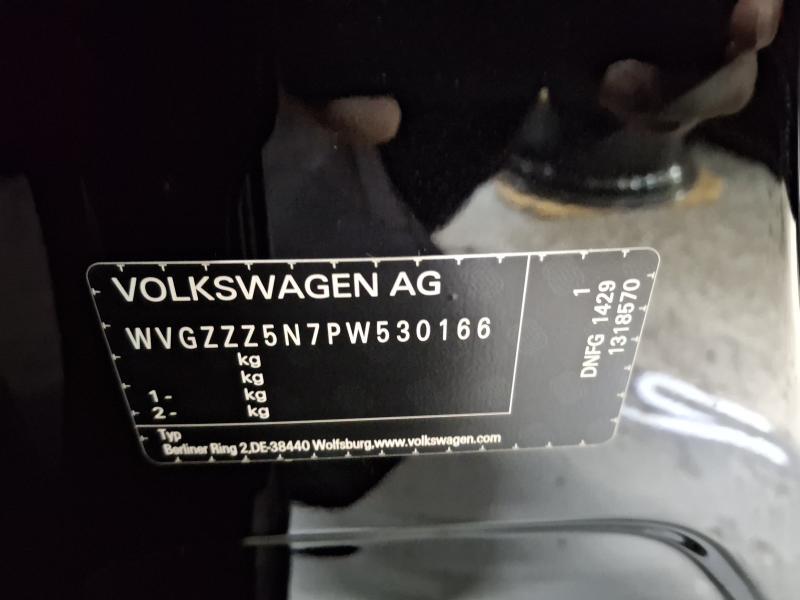 VOLKSWAGEN AG
WVGZZZ5N7PW530166
kg
kg
1- kg
2- kg
Typ
Berliner Ring 2,DE-38440 Wolfsburg,www.volkswagen.com
1
DNFG 1429
1318570